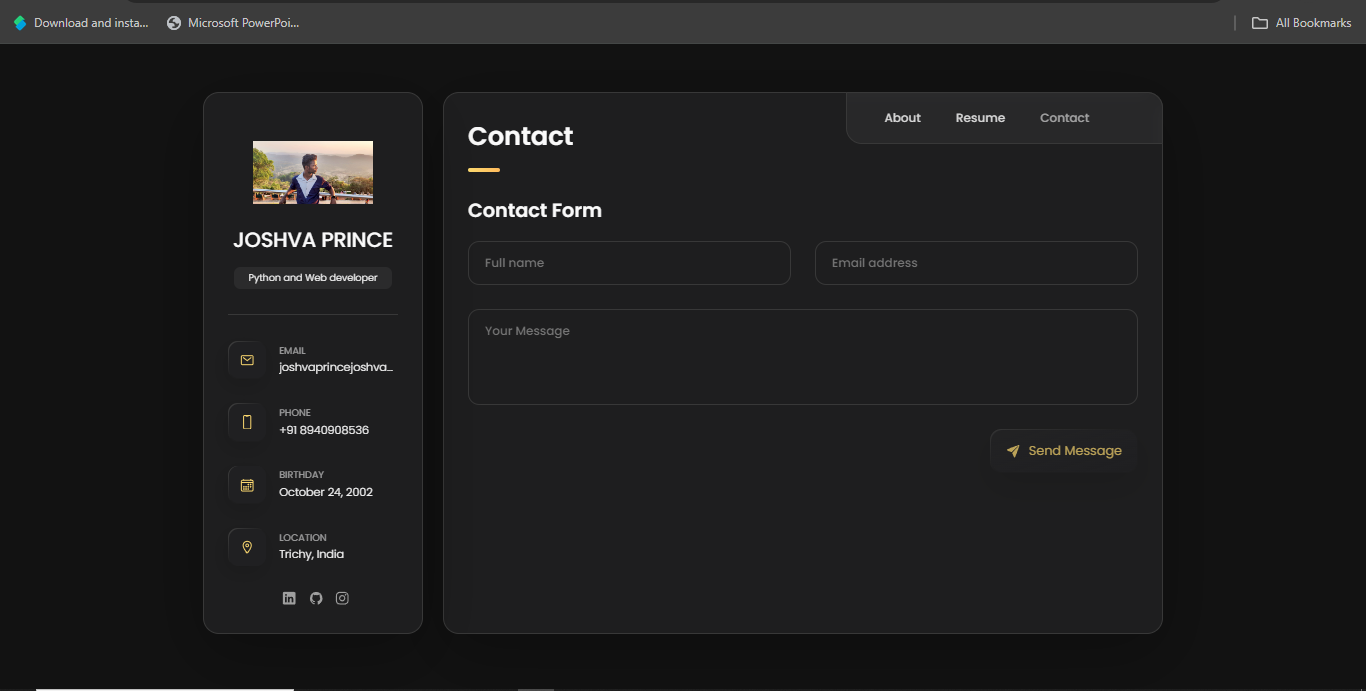 Download and insta...
Microsoft PowerPoi...
All Bookmarks
JOSHVA PRINCE
Python and Web developer
EMAIL
joshvaprincejoshva...
PHONE
+91 8940908536
BIRTHDAY
October 24, 2002
LOCATION
Trichy, India
About
Resume
Contact
Contact
Contact Form
Full name
Email address
Your Message
Send Message